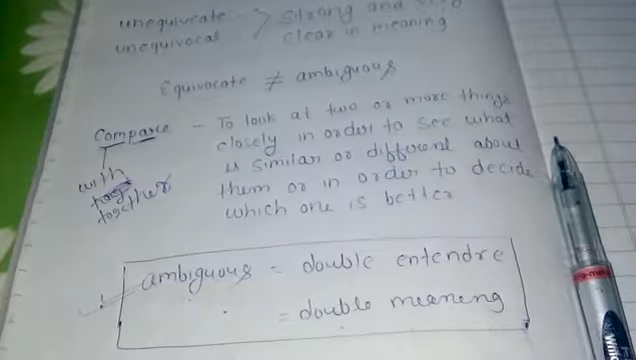 unequivcate
unequivocal
strong and
clear in meaning
Equivocate ≠ ambiguous
Compare - To look at two or more things
closely in order to see what
is similar or different about
them or in order to decide
which one is better
with
together
ambiguous = double entendre
= double meaning